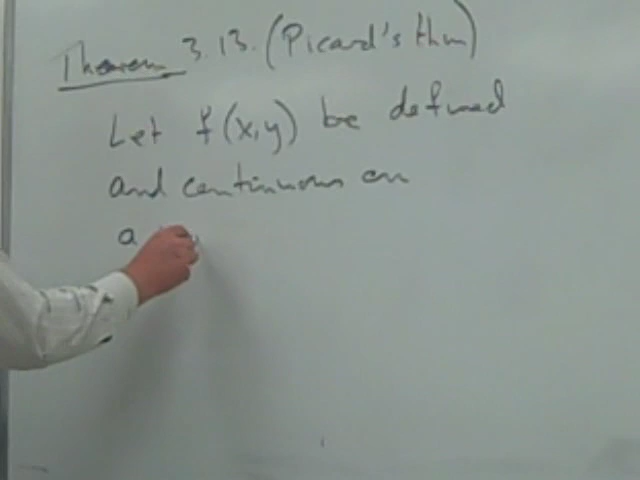 Theorem 3.13. (Picard's thm)
Let f(x,y) be defined
and continuous on
a